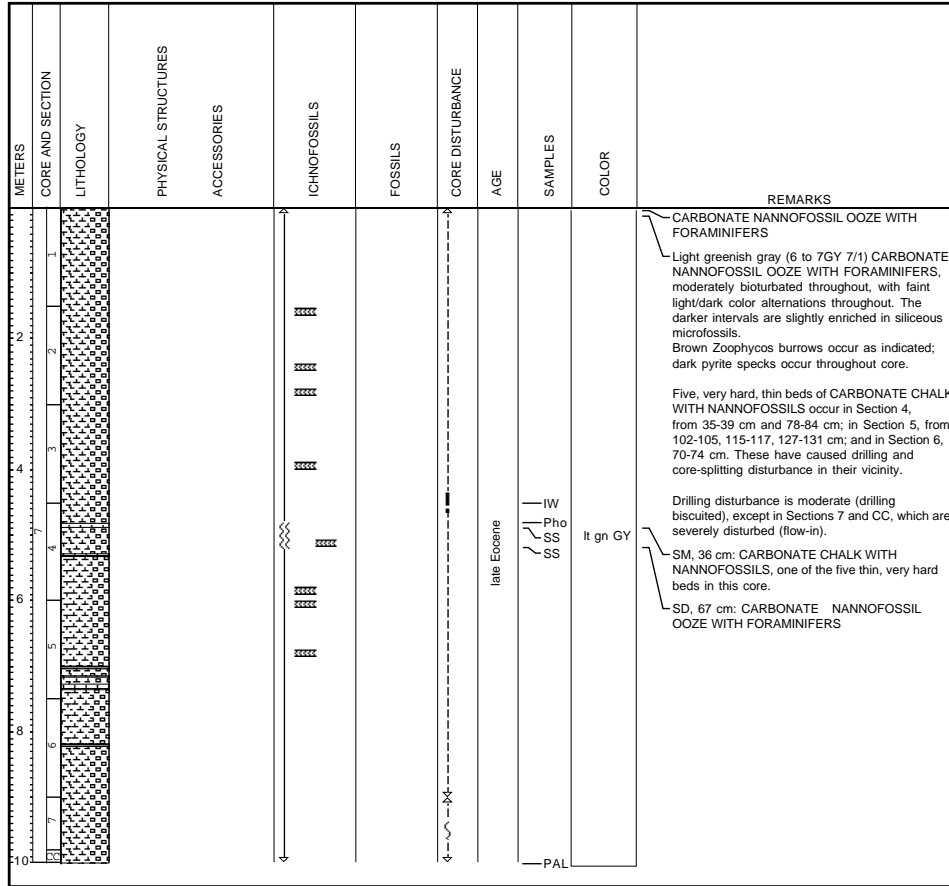 METERS
CORE AND SECTION
LITHOLOGY
PHYSICAL STRUCTURES
ACCESSORIES
ICHNOFOSSILS
FOSSILS
CORE DISTURBANCE
AGE
SAMPLES
COLOR
REMARKS
2
4
6
8
10
7
1
2
3
4
5
6
7
CC
late Eocene
IW
Pho
SS
SS
PAL
lt gn GY
CARBONATE NANNOFOSSIL OOZE WITH
FORAMINIFERS
Light greenish gray (6 to 7GY 7/1) CARBONATE
NANNOFOSSIL OOZE WITH FORAMINIFERS,
moderately bioturbated throughout, with faint
light/dark color alternations throughout. The
darker intervals are slightly enriched in siliceous
microfossils.
Brown Zoophycos burrows occur as indicated;
dark pyrite specks occur throughout core.
Five, very hard, thin beds of CARBONATE CHALK
WITH NANNOFOSSILS occur in Section 4,
from 35-39 cm and 78-84 cm; in Section 5, from
102-105, 115-117, 127-131 cm; and in Section 6,
70-74 cm. These have caused drilling and
core-splitting disturbance in their vicinity.
Drilling disturbance is moderate (drilling
biscuited), except in Sections 7 and CC, which are
severely disturbed (flow-in).
SM, 36 cm: CARBONATE CHALK WITH
NANNOFOSSILS, one of the five thin, very hard
beds in this core.
SD, 67 cm: CARBONATE NANNOFOSSIL
OOZE WITH FORAMINIFERS